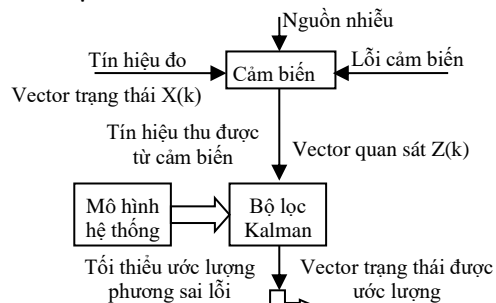 Nguồn nhiễu
Tín hiệu đo
Cảm biến
Lỗi cảm biến
Vector trạng thái X(k)
Tín hiệu thu được
từ cảm biến
Vector quan sát Z(k)
Mô hình
hệ thống
Bộ lọc
Kalman
Tối thiểu ước lượng
phương sai lỗi
Vector trạng thái được
ước lượng